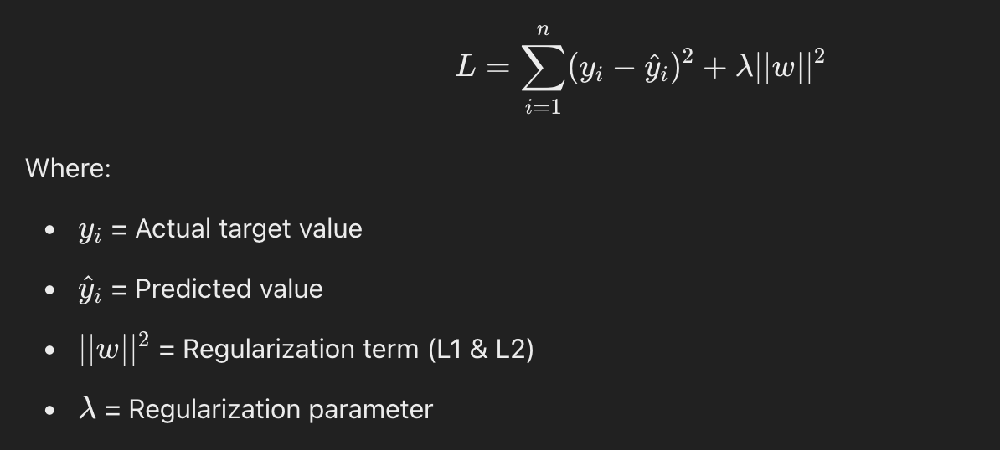 L = \sum_{i=1}^{n} (y_i - \hat{y}_i)^2 + \lambda||w||^2
Where:
• y_i = Actual target value
• \hat{y}_i = Predicted value
• ||w||^2 = Regularization term (L1 & L2)
• λ = Regularization parameter